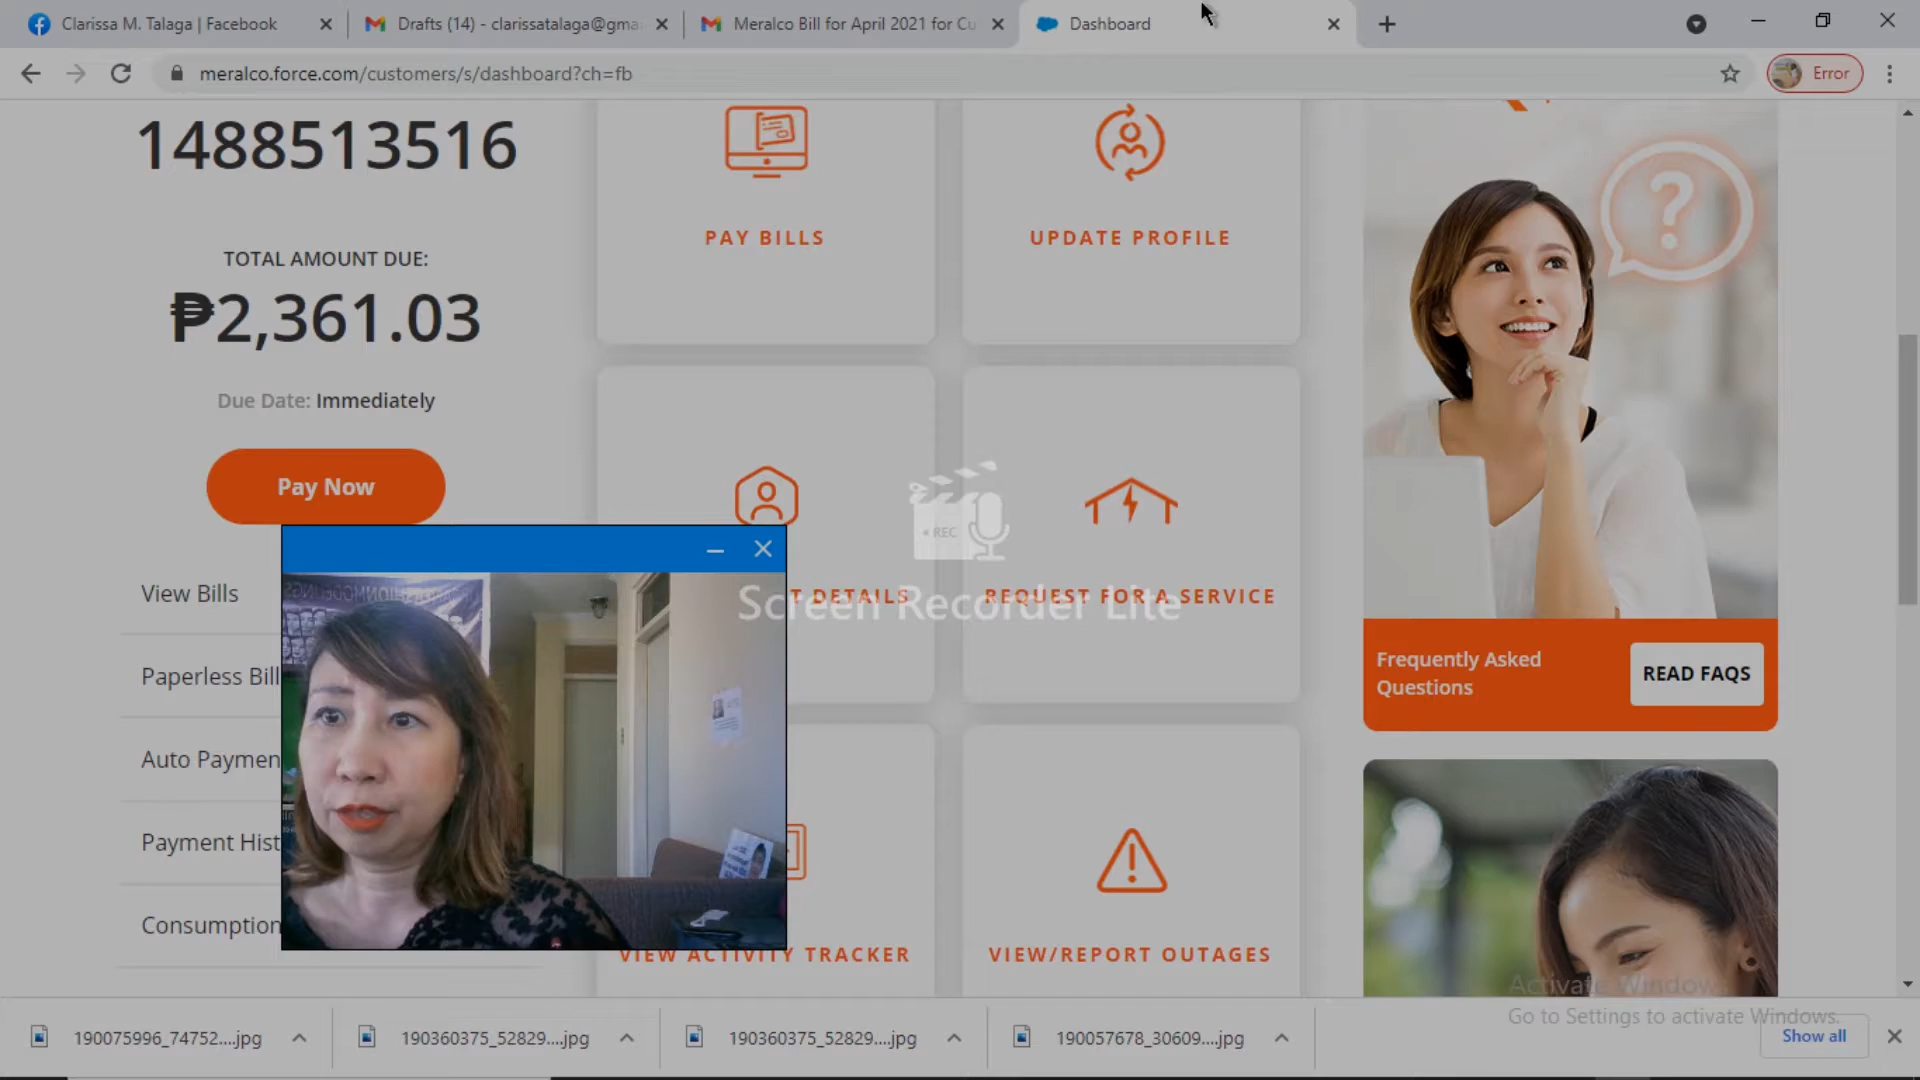 Clarissa M. Talaga | Facebook
Drafts (14) - clarissatalaga@gma
Meralco Bill for April 2021 for Cu
Dashboard
meralco.force.com/customers/s/dashboard?ch=fb
Error
1488513516
TOTAL AMOUNT DUE:
₱2,361.03
Due Date: Immediately
Pay Now
View Bills
Paperless Bill
Auto Paymen
Payment Hist
Consumption
PAY BILLS
UPDATE PROFILE
T DETAILS
REQUEST FOR A SERVICE
VIEW ACTIVITY TRACKER
VIEW/REPORT OUTAGES
REC
Screen Recorder Lite
?
Frequently Asked
Questions
READ FAQS
Activate Windows
Go to Settings to activate Windows.
190075996_74752....jpg
190360375_52829....jpg
190360375_52829....jpg
190057678_30609....jpg
Show all